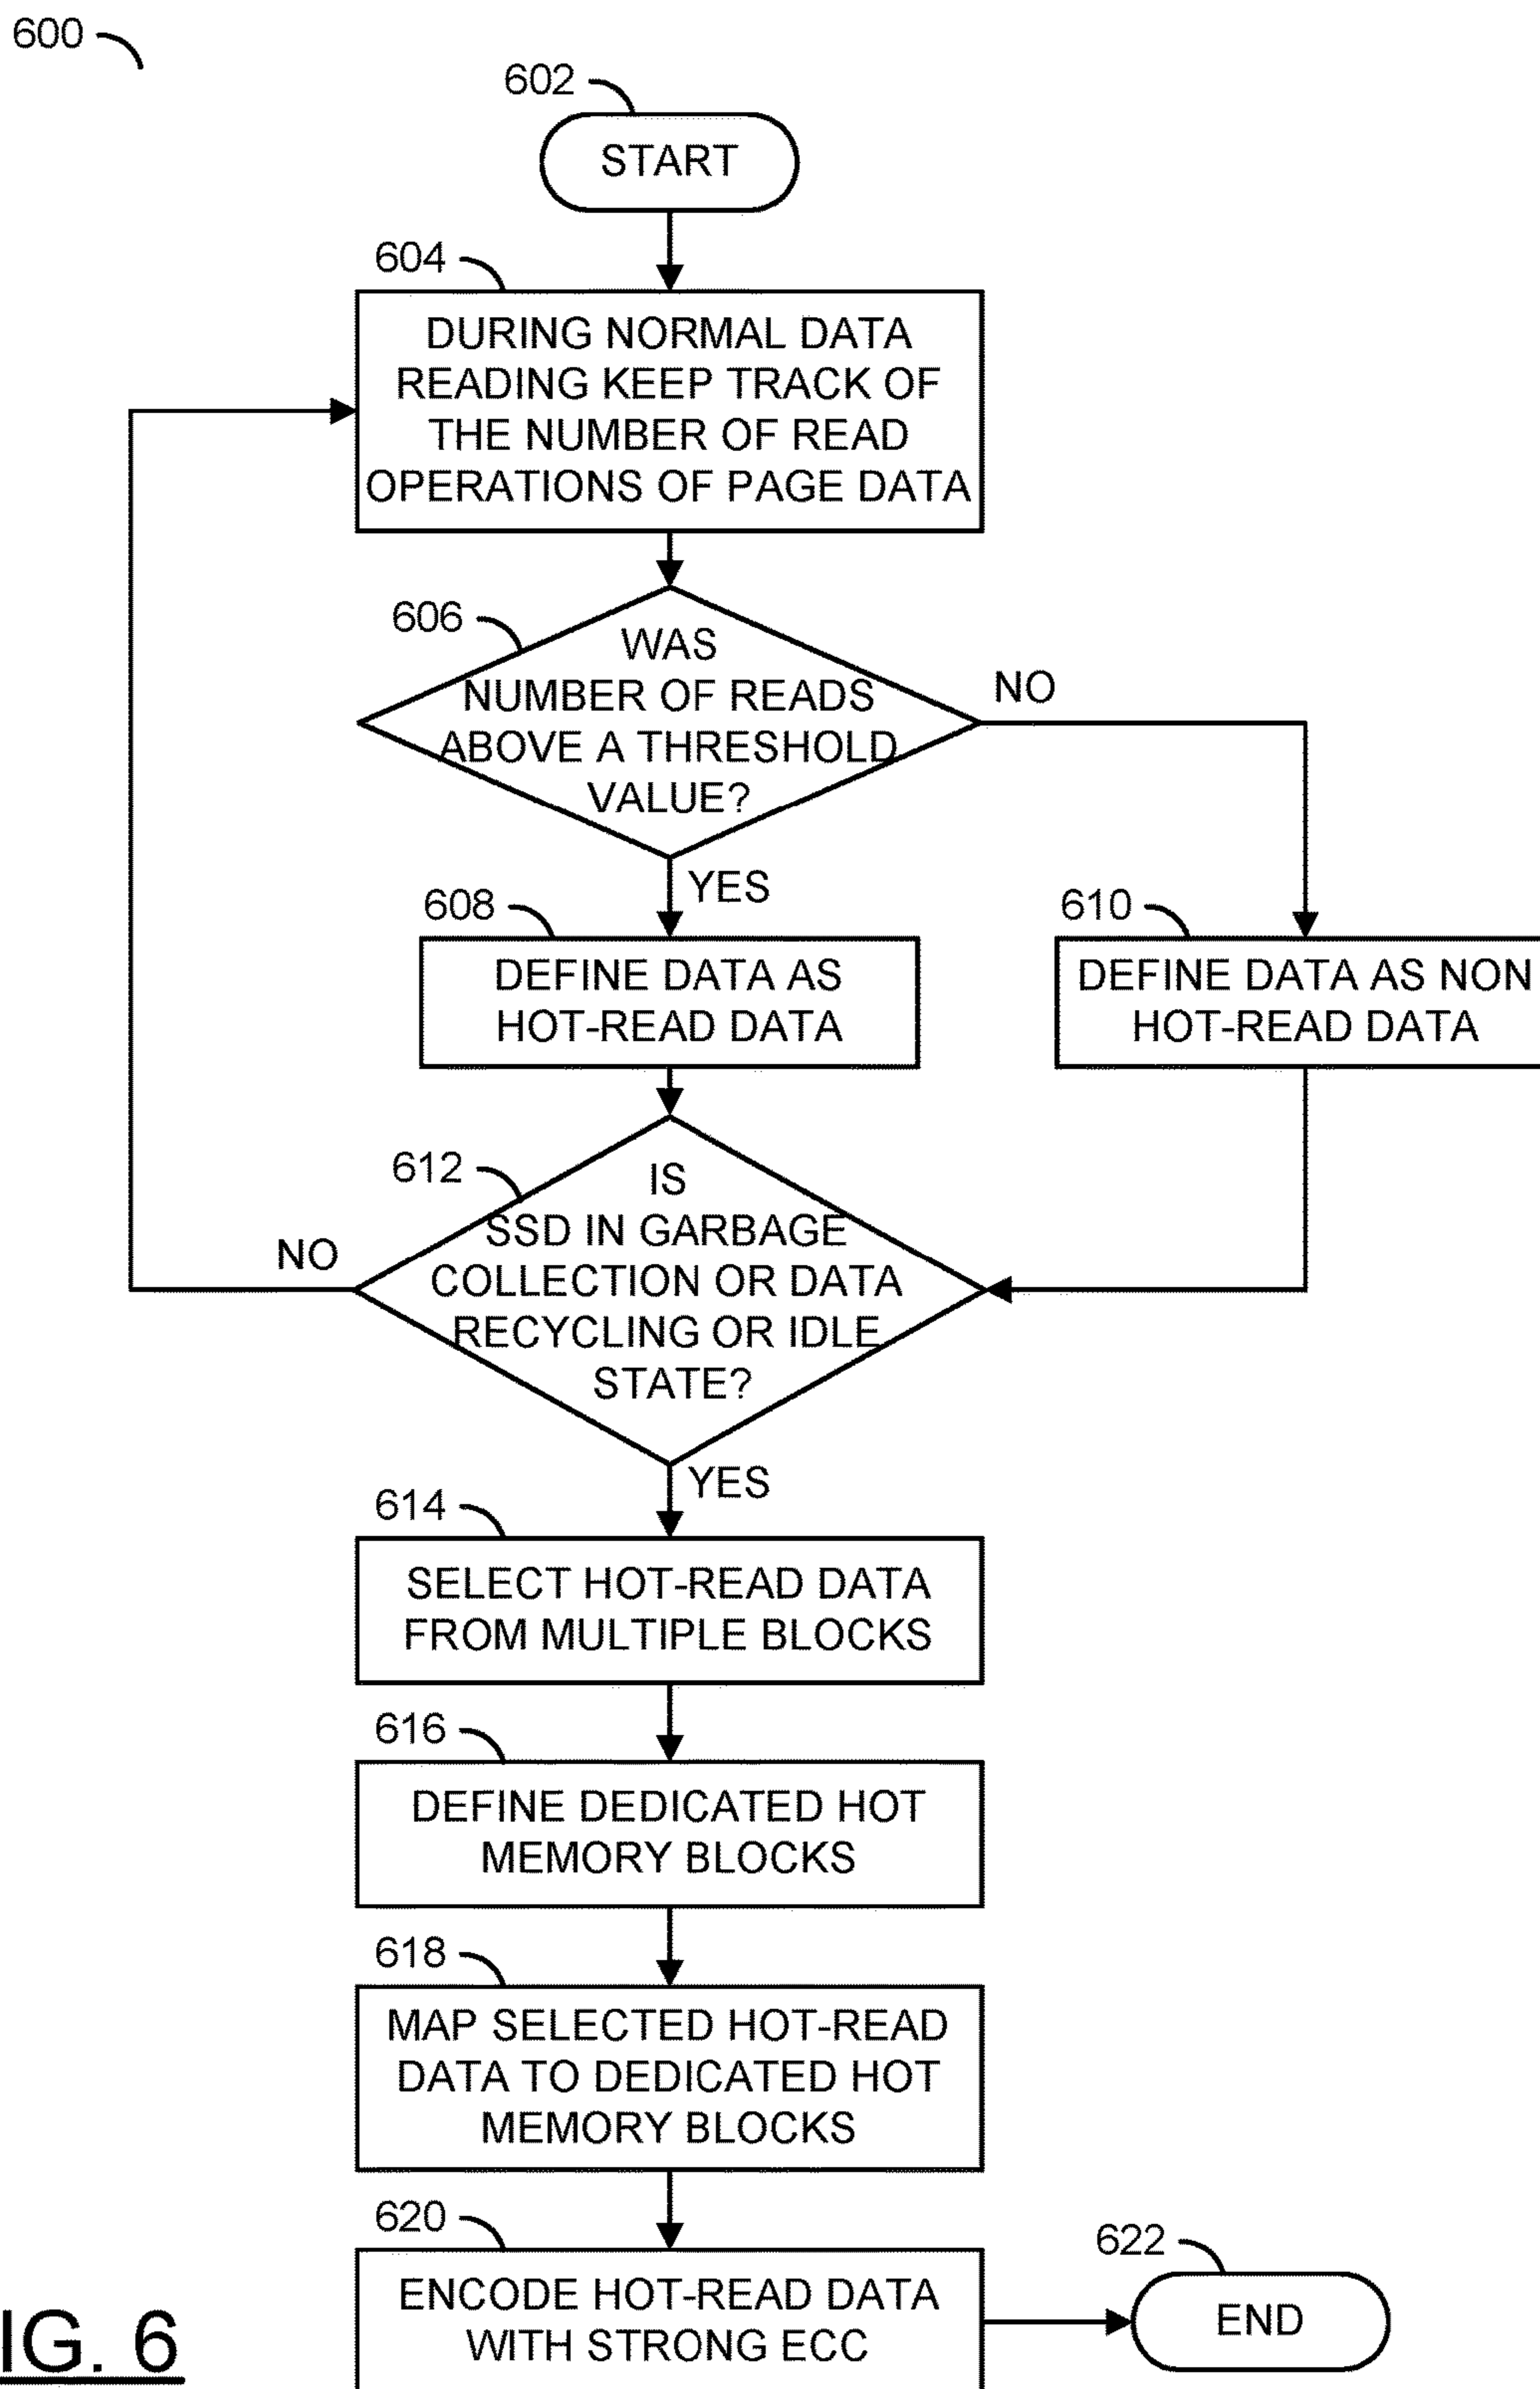 600
602
START
604
DURING NORMAL DATA
READING KEEP TRACK OF
THE NUMBER OF READ
OPERATIONS OF PAGE DATA
606
WAS
NUMBER OF READS
ABOVE A THRESHOLD
VALUE?
NO
YES
608
DEFINE DATA AS
HOT-READ DATA
610
DEFINE DATA AS NON
HOT-READ DATA
612
IS
SSD IN GARBAGE
COLLECTION OR DATA
RECYCLING OR IDLE
STATE?
NO
YES
614
SELECT HOT-READ DATA
FROM MULTIPLE BLOCKS
616
DEFINE DEDICATED HOT
MEMORY BLOCKS
618
MAP SELECTED HOT-READ
DATA TO DEDICATED HOT
MEMORY BLOCKS
620
ENCODE HOT-READ DATA
WITH STRONG ECC
622
END
IG. 6